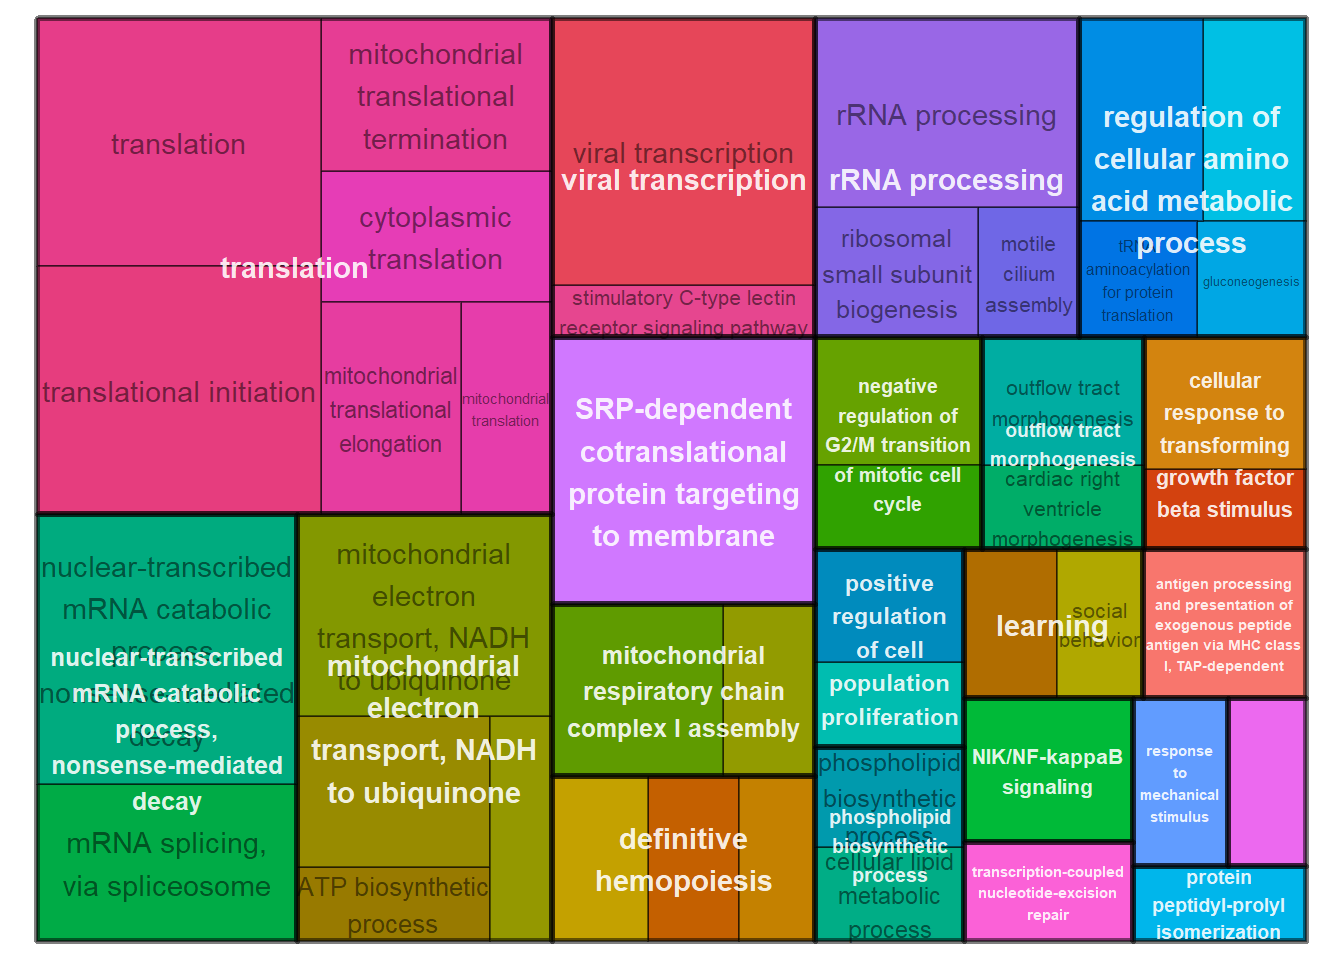 translation
translational initiation
mitochondrial
translational
termination
cytoplasmic
translation
mitochondrial
translational
elongation
mitochondrial
translation
translation
viral transcription
viral transcription
stimulatory C-type lectin
receptor signaling pathway
rRNA processing
rRNA processing
ribosomal
small subunit
biogenesis
motile
cilium
assembly
regulation of
cellular amino
acid metabolic
process
aminoacylation
for protein
translation
gluconeogenesis
SRP-dependent
cotranslational
protein targeting
to membrane
negative
regulation of
G2/M transition
of mitotic cell
cycle
outflow tract
morphogenesis
outflow tract
morphogenesis
cardiac right
ventricle
morphogenesis
cellular
response to
transforming
growth factor
beta stimulus
nuclear-transcribed
mRNA catabolic
process,
nonsense-mediated
decay
nuclear-transcribed
mRNA catabolic
process,
nonsense-mediated
decay
mRNA splicing,
via spliceosome
mitochondrial
electron
transport, NADH
to ubiquinone
mitochondrial
electron
transport, NADH
to ubiquinone
ATP biosynthetic
process
mitochondrial
respiratory chain
complex I assembly
definitive
hemopoiesis
positive
regulation
of cell
population
proliferation
learning
social
behavior
antigen processing
and presentation of
exogenous peptide
antigen via MHC class
I, TAP-dependent
phospholipid
biosynthetic
process
phospholipid
biosynthetic
process
cellular lipid
metabolic
process
NIK/NF-kappaB
signaling
response
to
mechanical
stimulus
transcription-coupled
nucleotide-excision
repair
protein
peptidyl-prolyl
isomerization